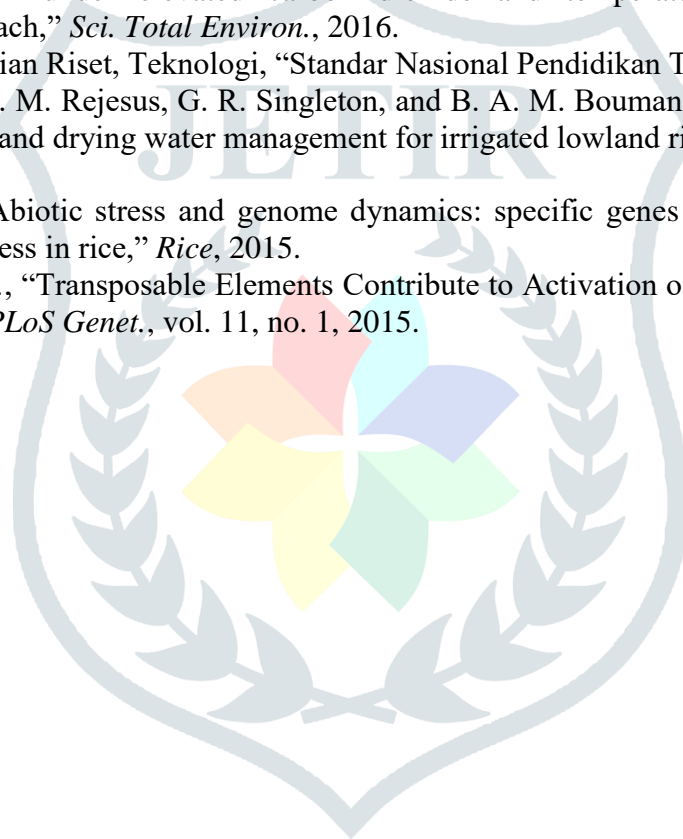 ach,” Sci. Total Environ., 2016.
ian Riset, Teknologi, “Standar Nasional Pendidikan T
. M. Rejesus, G. R. Singleton, and B. A. M. Bouman
and drying water management for irrigated lowland ri
JETIR
Abiotic stress and genome dynamics: specific genes
ess in rice,” Rice, 2015.
., “Transposable Elements Contribute to Activation o
PLoS Genet., vol. 11, no. 1, 2015.